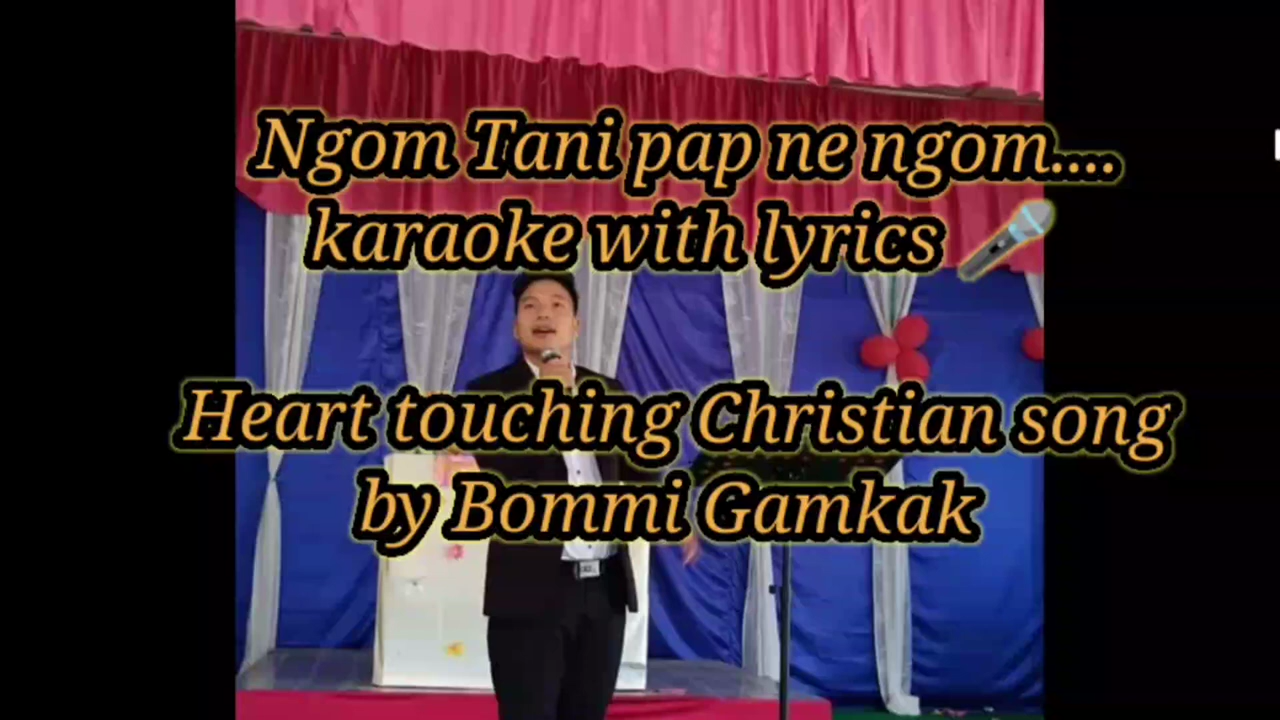 Ngom Tani pap ne ngom....
karaoke with lyrics 🎤
Heart touching Christian song
by Bommi Gamkak